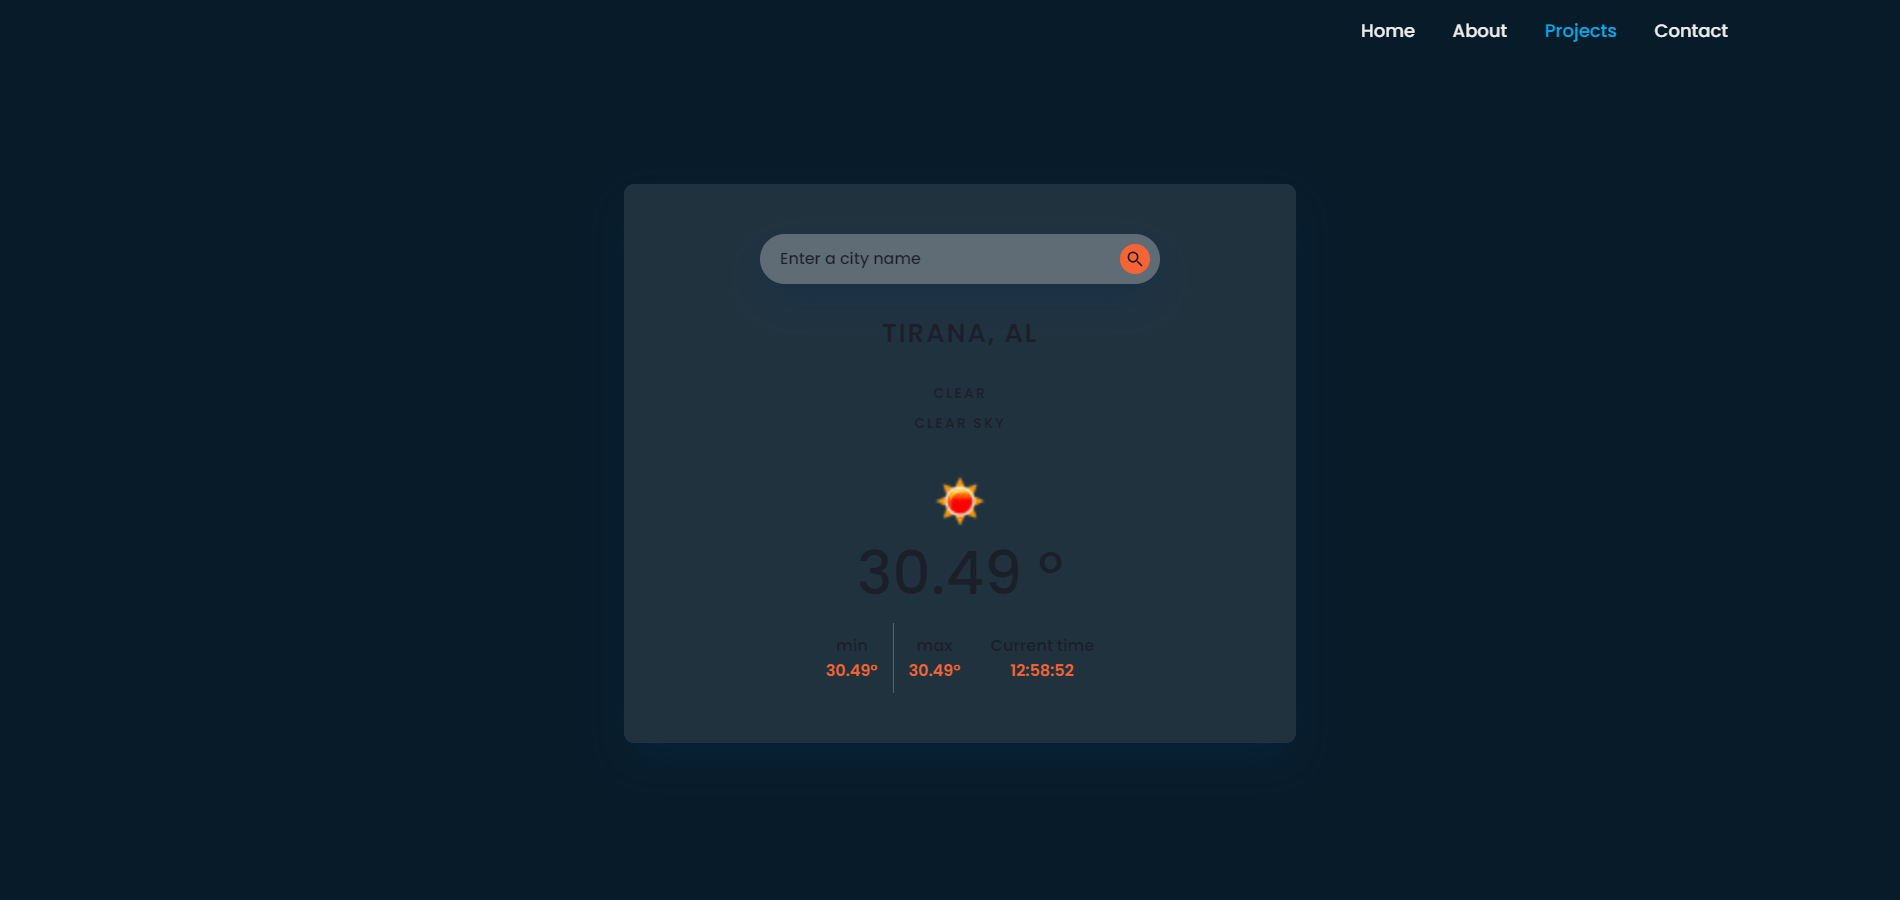 Home About Projects Contact
Enter a city name
TIRANA, AL
CLEAR
CLEAR SKY
30.49 °
min max Current time
30.49° 30.49° 12:58:52